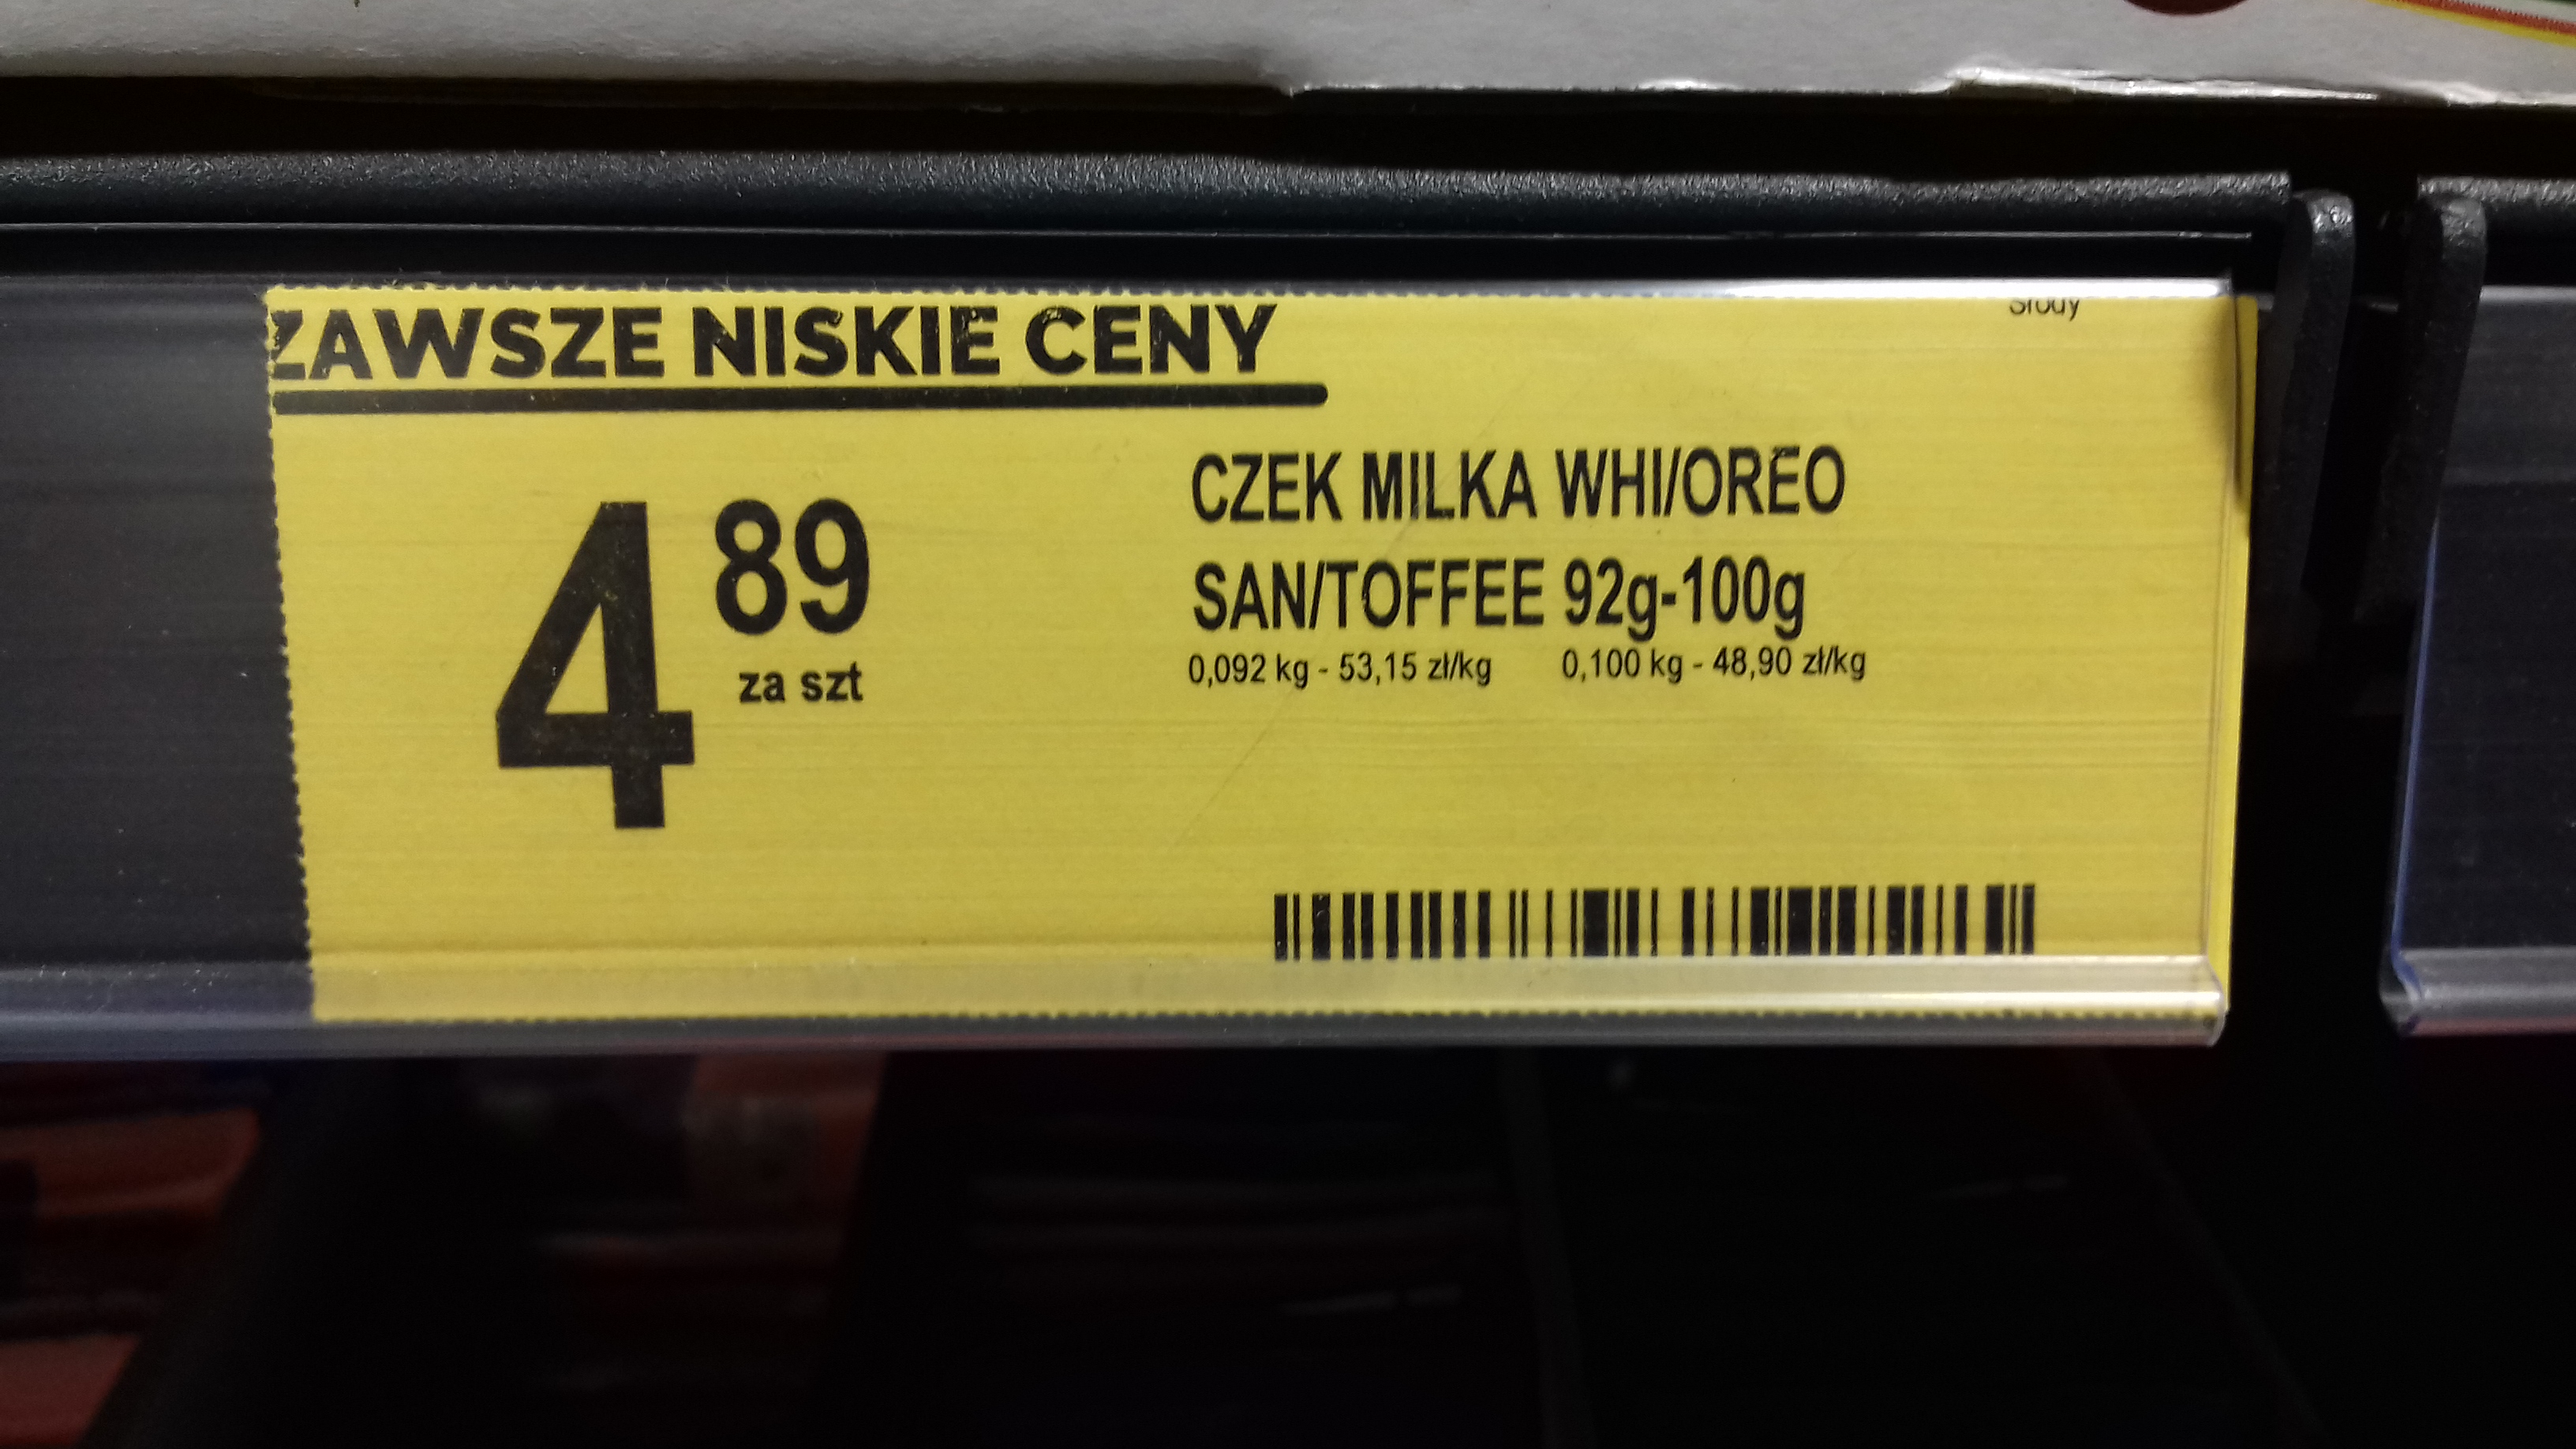 ZAWSZE NISKIE CENY
Środy
4 89
za szt
CZEK MILKA WHI/OREO
SAN/TOFFEE 92g-100g
0,092 kg - 53,15 zł/kg 0,100 kg - 48,90 zł/kg